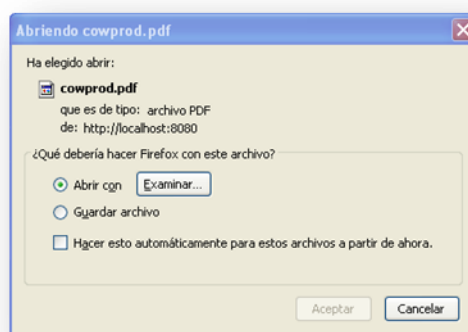 Abriendo cowprod.pdf
Ha elegido abrir:
cowprod.pdf
que es de tipo: archivo PDF
de: http://localhost:8080
¿Qué debería hacer Firefox con este archivo?
Abrir con Examinar...
Guardar archivo
Hacer esto automáticamente para estos archivos a partir de ahora.
Aceptar Cancelar